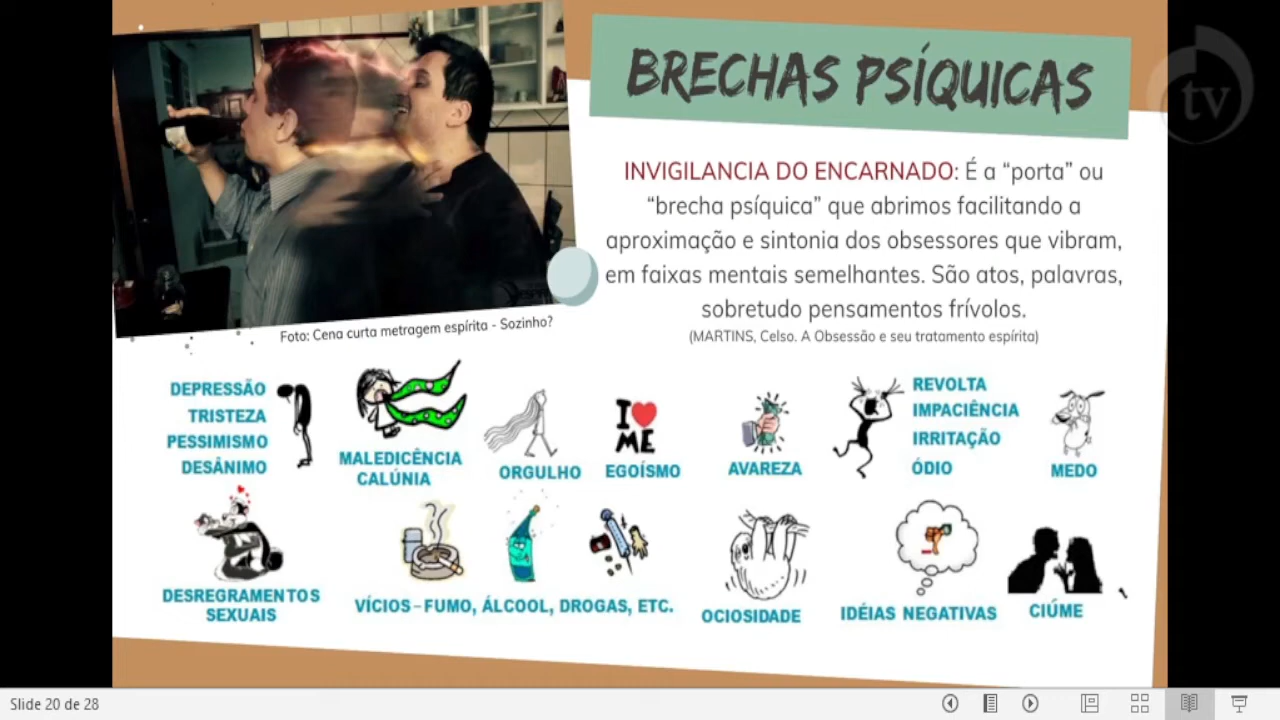 BRECHAS PSÍQUICAS
tv
INVIGILANCIA DO ENCARNADO: É a “porta” ou
“brecha psíquica” que abrimos facilitando a
aproximação e sintonia dos obsessores que vibram,
em faixas mentais semelhantes. São atos, palavras,
sobretudo pensamentos frívolos.
(MARTINS, Celso. A Obsessão e seu tratamento espírita)
Foto: Cena curta metragem espírita - Sozinho?
DEPRESSÃO
TRISTEZA
PESSIMISMO
DESÂNIMO
MALEDICÊNCIA
CALÚNIA
ORGULHO
I ME
EGOÍSMO
AVAREZA
REVOLTA
IMPACIÊNCIA
IRRITAÇÃO
ÓDIO
MEDO
DESREGRAMENTOS
SEXUAIS
VÍCIOS – FUMO, ÁLCOOL, DROGAS, ETC.
OCIOSIDADE
IDÉIAS NEGATIVAS
CIÚME
Slide 20 de 28